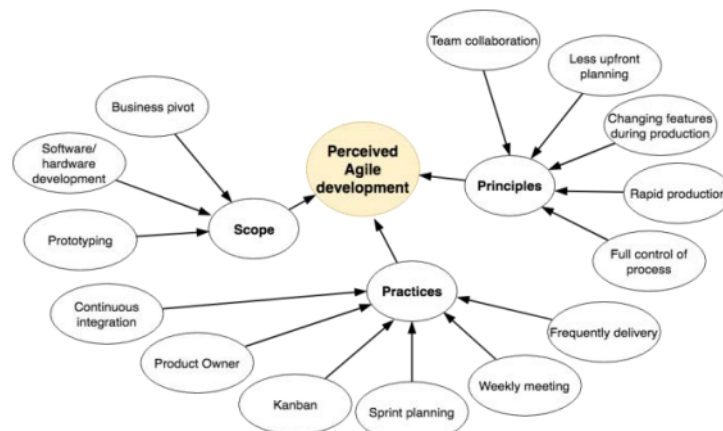 Team collaboration
Less upfront
planning
Business pivot
Changing features
during production
Perceived
Agile
development
Software/
hardware
development
Principles
Rapid production
Scope
Prototyping
Full control of
process
Practices
Continuous
integration
Frequently delivery
Product Owner
Weekly meeting
Kanban
Sprint planning